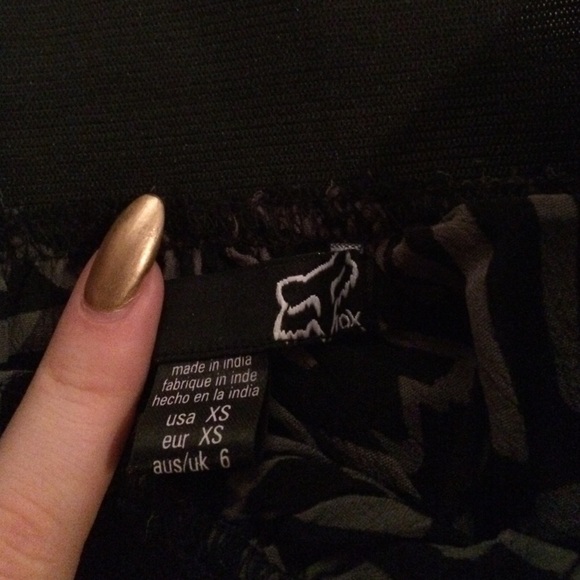 fox
made in india
fabrique in inde
hecho en la india
usa XS
eur XS
aus/uk 6